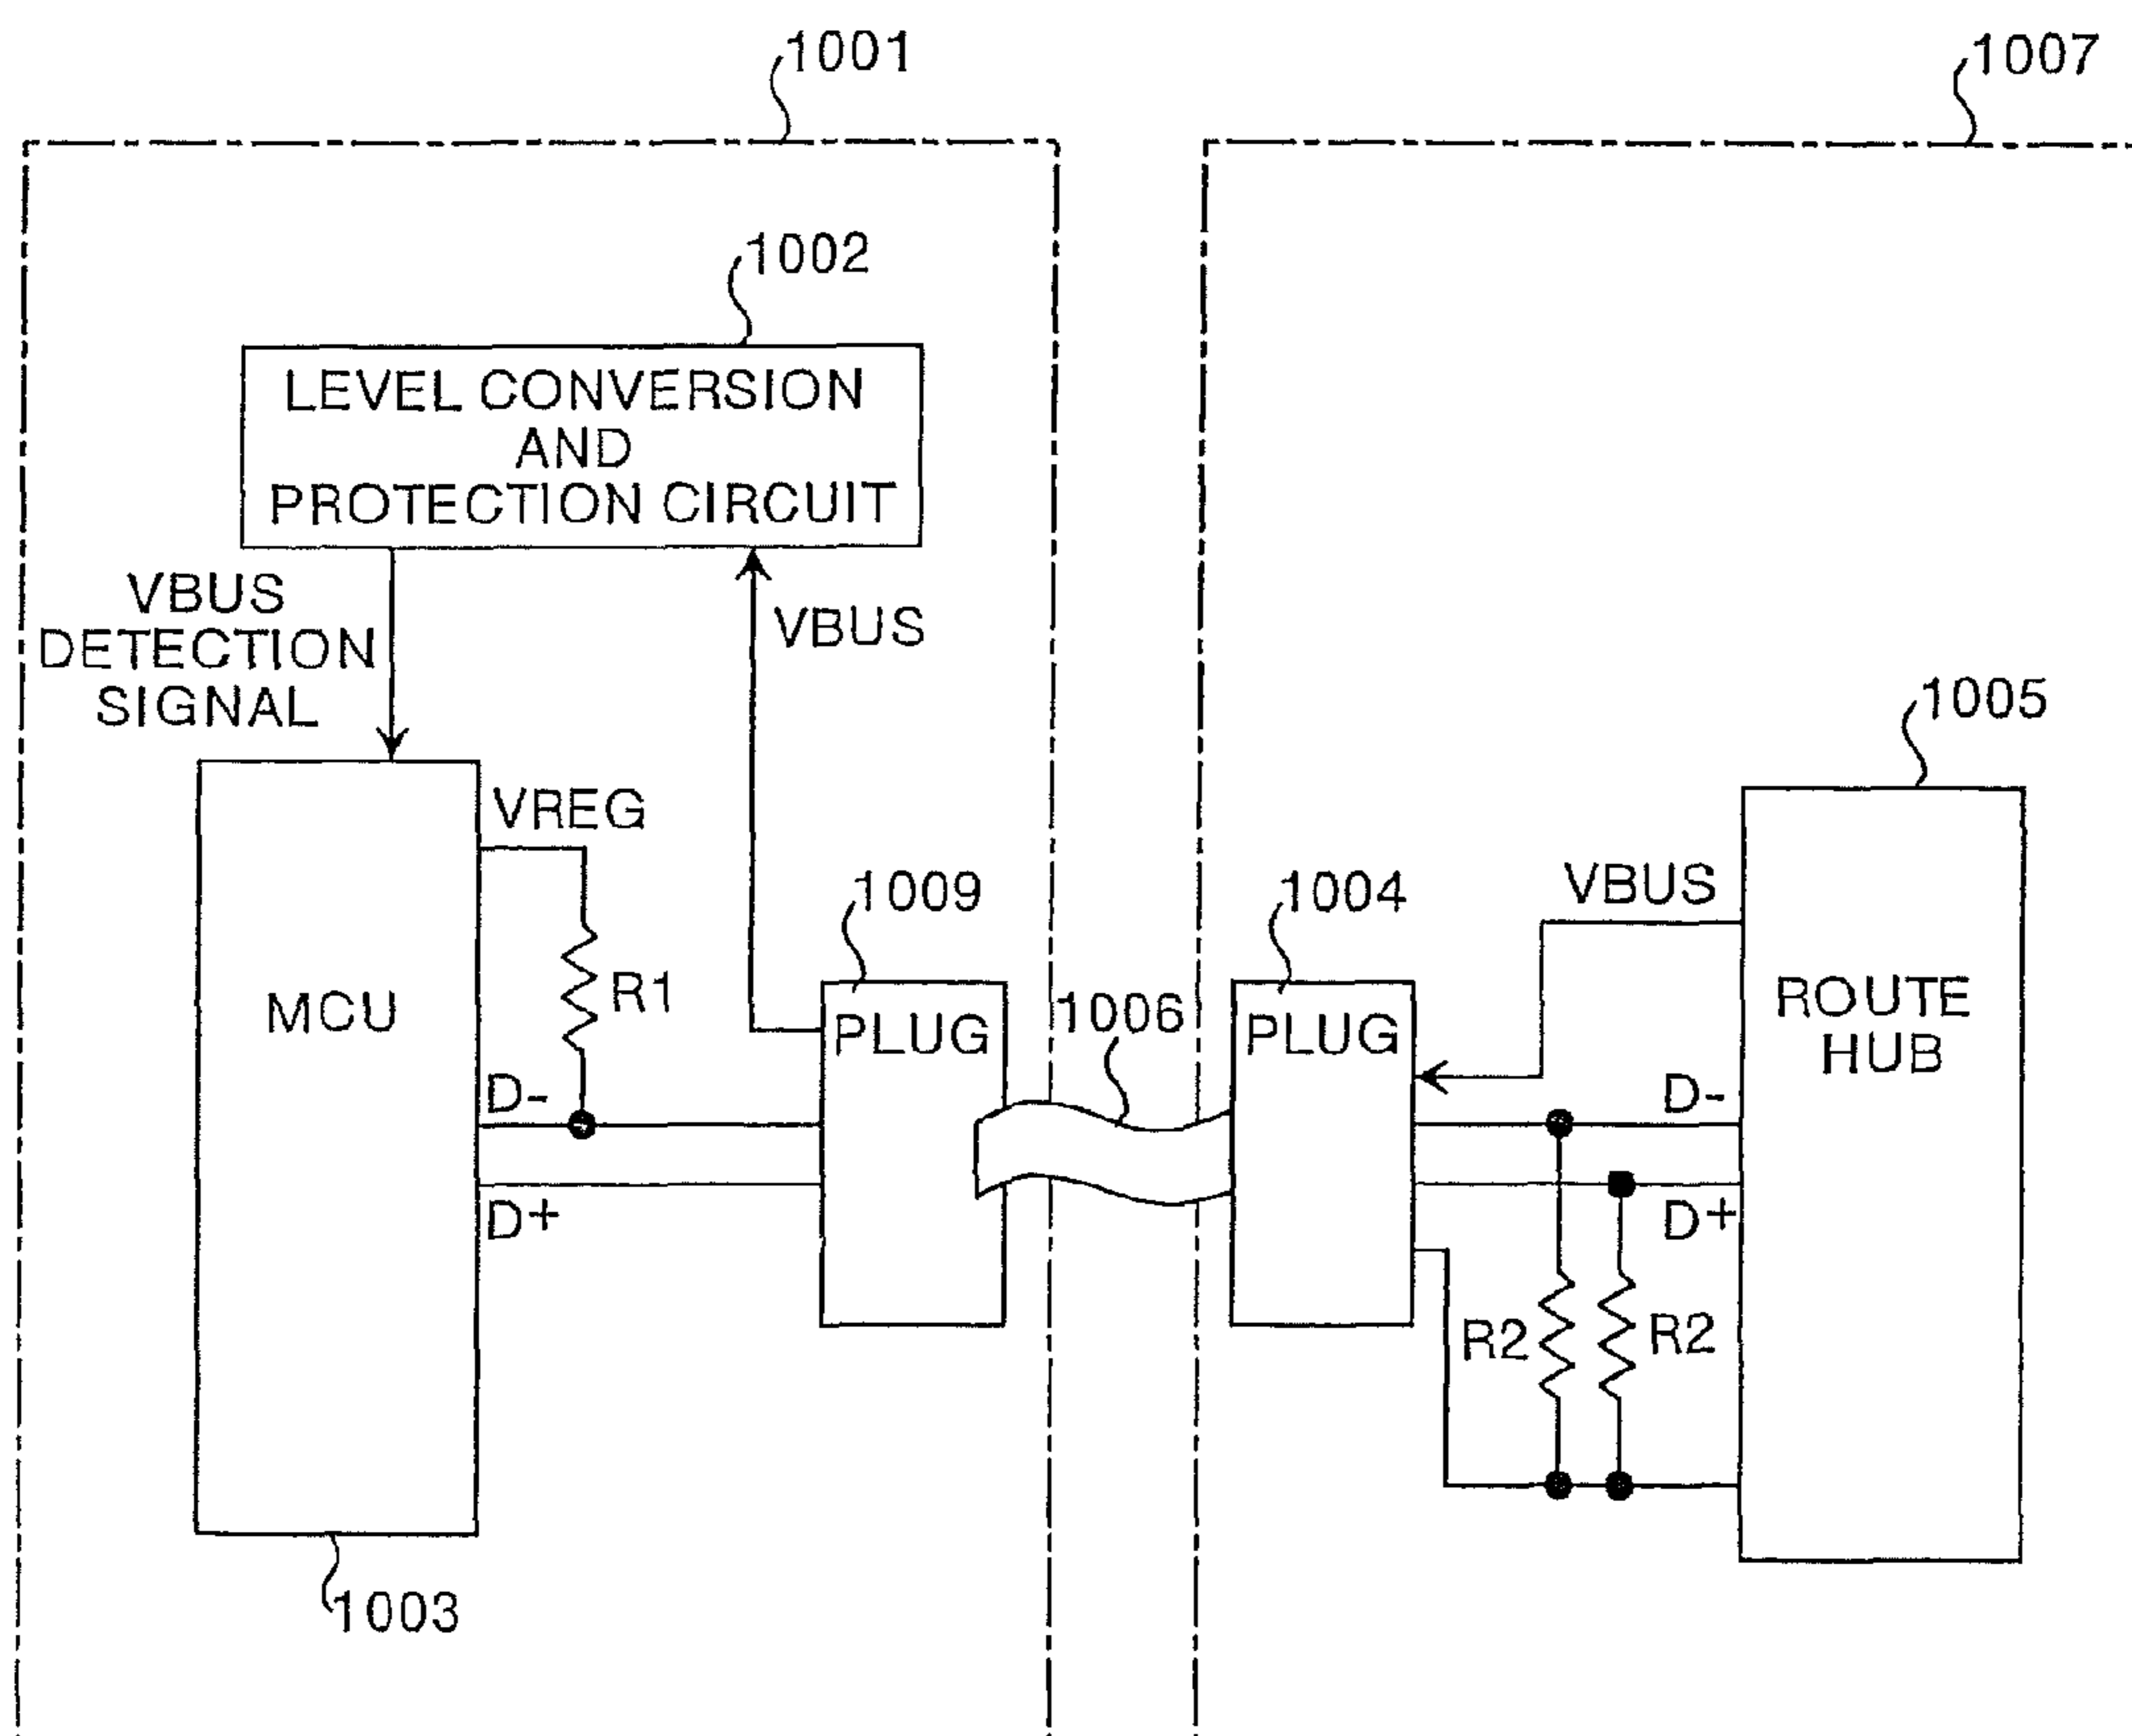 1001
1007
1002
LEVEL CONVERSION
AND
PROTECTION CIRCUIT
VBUS
DETECTION
SIGNAL
VBUS
1005
VREG
1009
1004
VBUS
MCU
R1
PLUG
1006
PLUG
ROUTE
HUB
D-
D-
D+
D+
R2
R2
1003